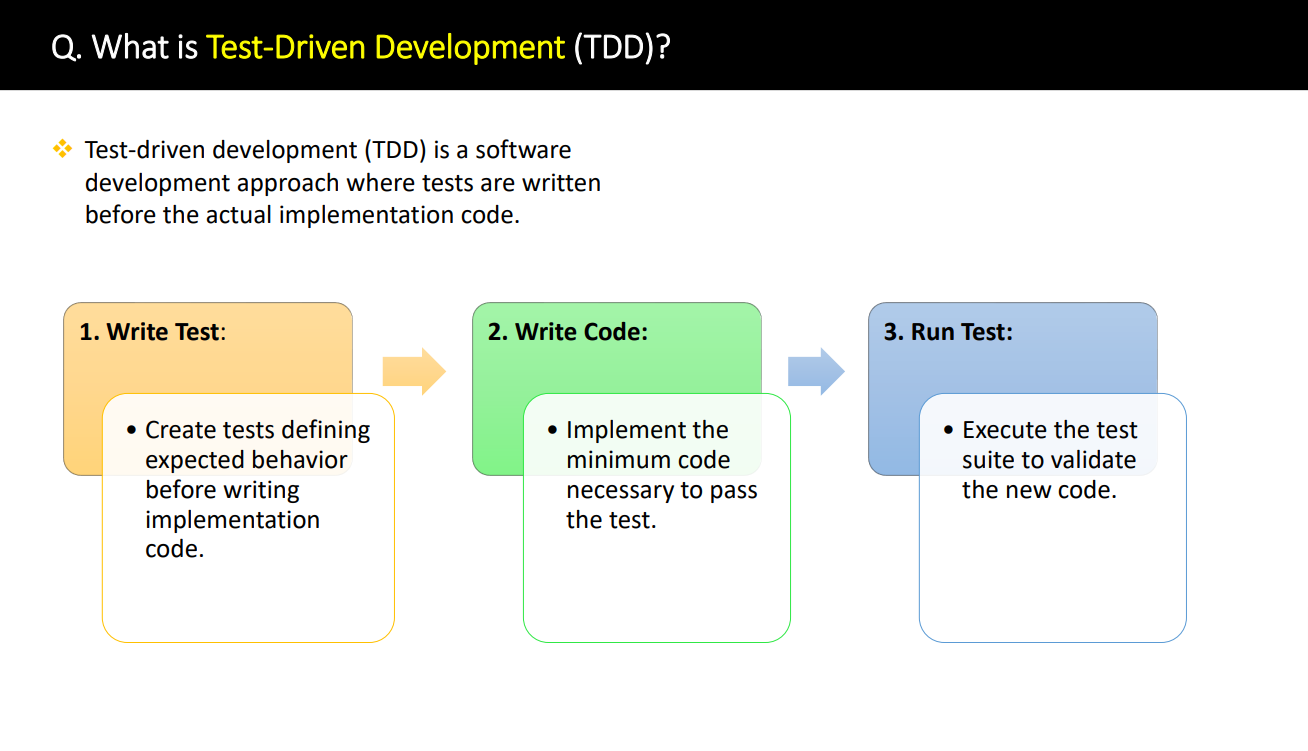 Q. What is Test-Driven Development (TDD)?
Test-driven development (TDD) is a software
development approach where tests are written
before the actual implementation code.
1. Write Test:
• Create tests defining
expected behavior
before writing
implementation
code.
2. Write Code:
• Implement the
minimum code
necessary to pass
the test.
3. Run Test:
• Execute the test
suite to validate
the new code.